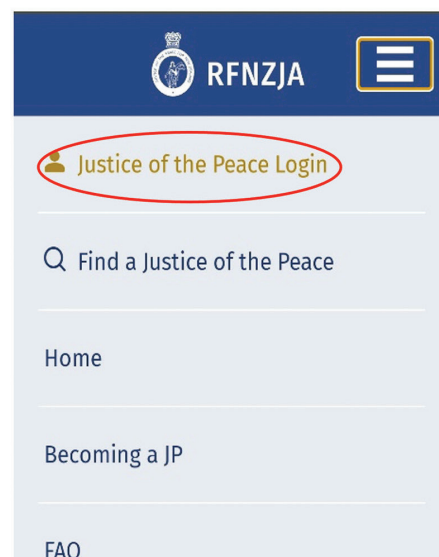 RFNZJA
Justice of the Peace Login
Find a Justice of the Peace
Home
Becoming a JP
FAQ